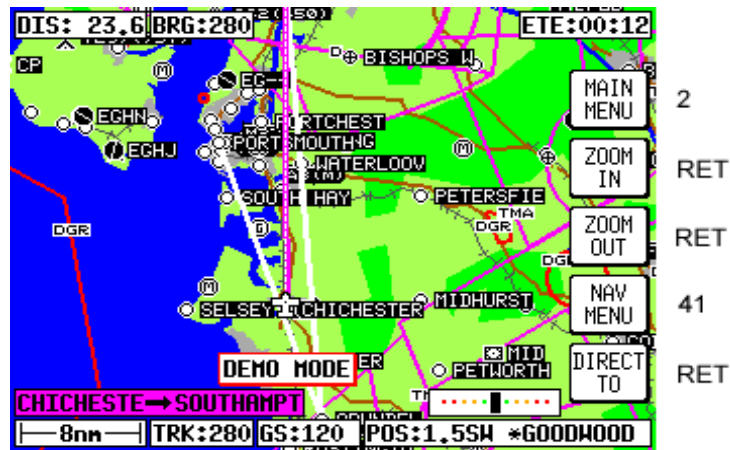 DIS: 23.6 BRG:280 ETE:00:12
BISHOPS W
CP
EG--
MAIN MENU 2
EGHN
PORTCHEST
PORTSMOUTH
EGHJ
WATERLOOV
ZOOM IN RET
SOUTH HAY
PETERSFIE
TMA
DGR
DGR
ZOOM OUT RET
SELSEY
CHICHESTER
MIDHURST
NAV MENU 41
DEMO MODE
MID
PETWORTH
DIRECT TO RET
CHICHESTE→SOUTHAMPT
8nm TRK:280 GS:120 POS:1.5SW *GOODWOOD